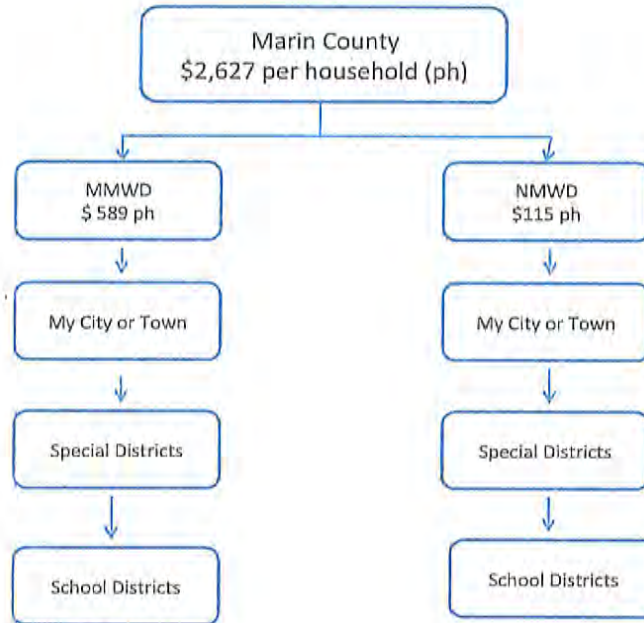 Marin County
$2,627 per household (ph)
MMWD
$ 589 ph
NMWD
$115 ph
My City or Town
My City or Town
Special Districts
Special Districts
School Districts
School Districts